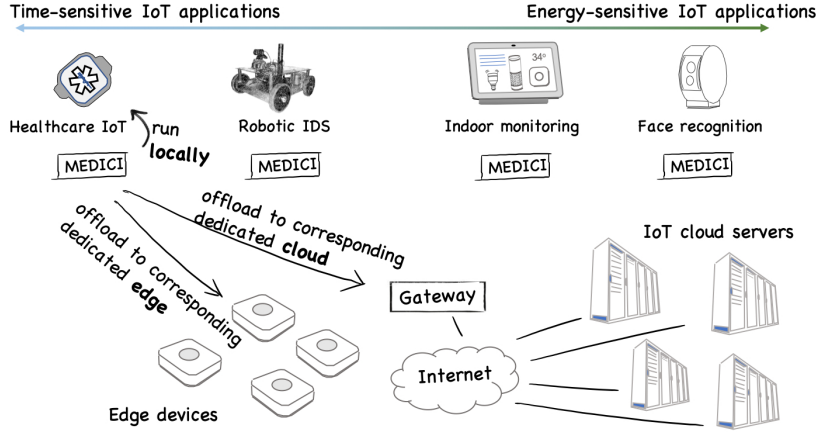 Time-sensitive IoT applications
Energy-sensitive IoT applications
34°
Healthcare IoT
run
locally
Robotic IDS
Indoor monitoring
Face recognition
MEDICI
MEDICI
MEDICI
MEDICI
offload to corresponding
dedicated cloud
offload to corresponding
dedicated edge
IoT cloud servers
Gateway
Internet
Edge devices